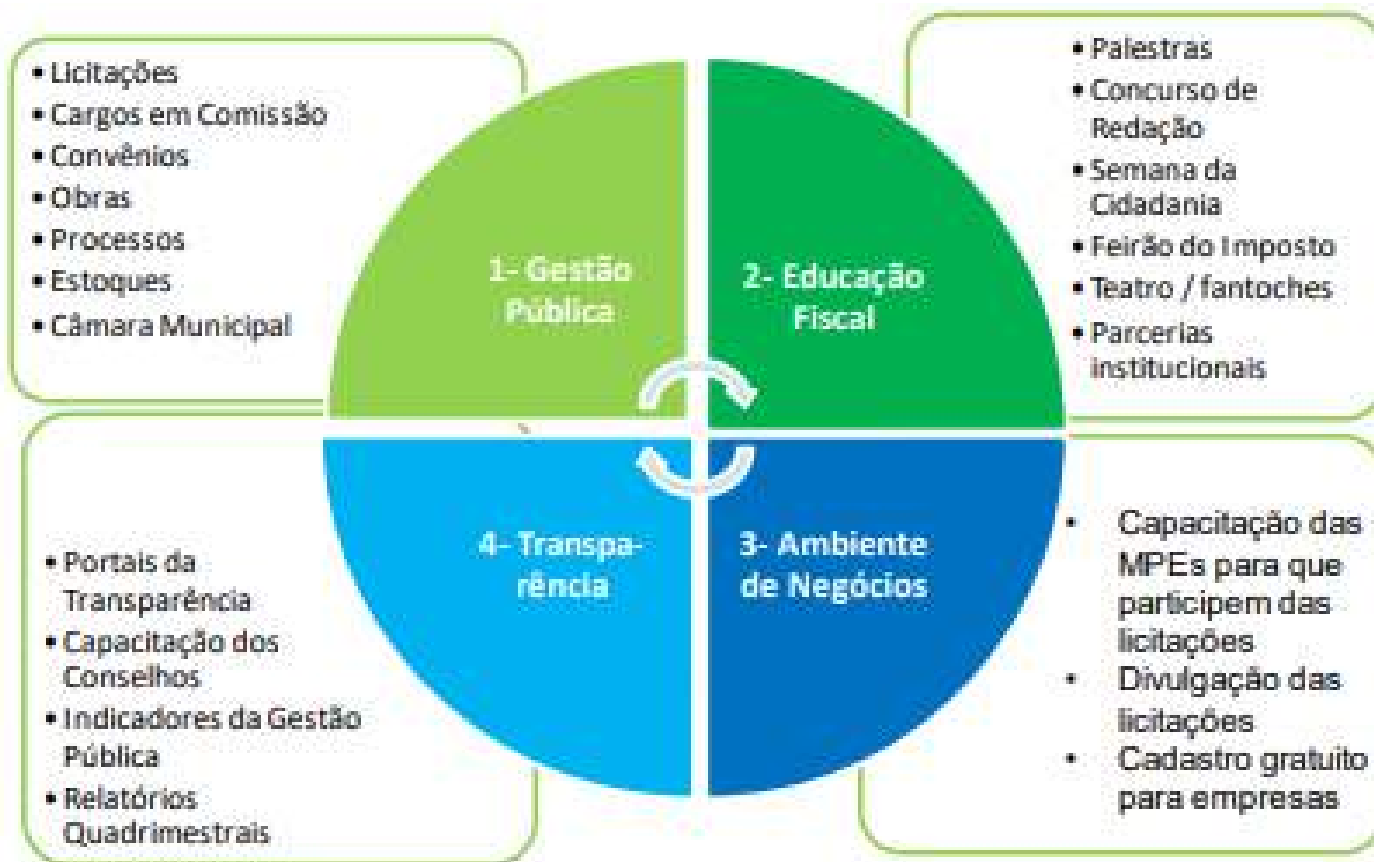 • Licitações
• Cargos em Comissão
• Convênios
• Obras
• Processos
• Estoques
• Câmara Municipal
1- Gestão
Pública
2- Educação
Fiscal
• Palestras
• Concurso de
Redação
• Semana da
Cidadania
• Feirão do Imposto
• Teatro / fantoches
• Parcerias
institucionais
• Portais da
Transparência
• Capacitação dos
Conselhos
• Indicadores da Gestão
Pública
• Relatórios
Quadrimestrais
4- Transpa-
rência
3- Ambiente
de Negócios
• Capacitação das
MPEs para que
participem das
licitações
• Divulgação das
licitações
• Cadastro gratuito
para empresas